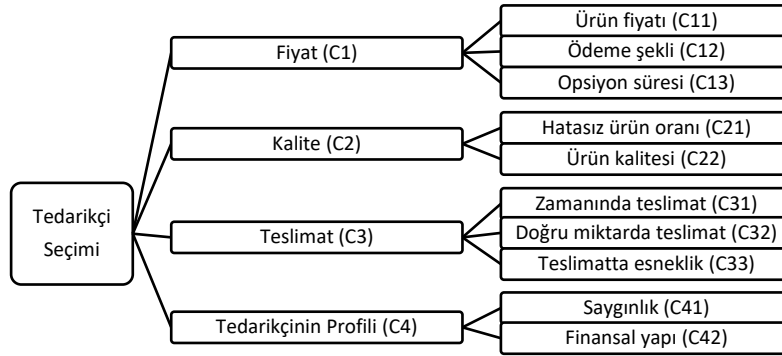 Tedarikçi
Seçimi
Fiyat (C1)
Ürün fiyatı (C11)
Ödeme şekli (C12)
Opsiyon süresi (C13)
Kalite (C2)
Hatasız ürün oranı (C21)
Ürün kalitesi (C22)
Teslimat (C3)
Zamanında teslimat (C31)
Doğru miktarda teslimat (C32)
Teslimatta esneklik (C33)
Tedarikçinin Profili (C4)
Saygınlık (C41)
Finansal yapı (C42)